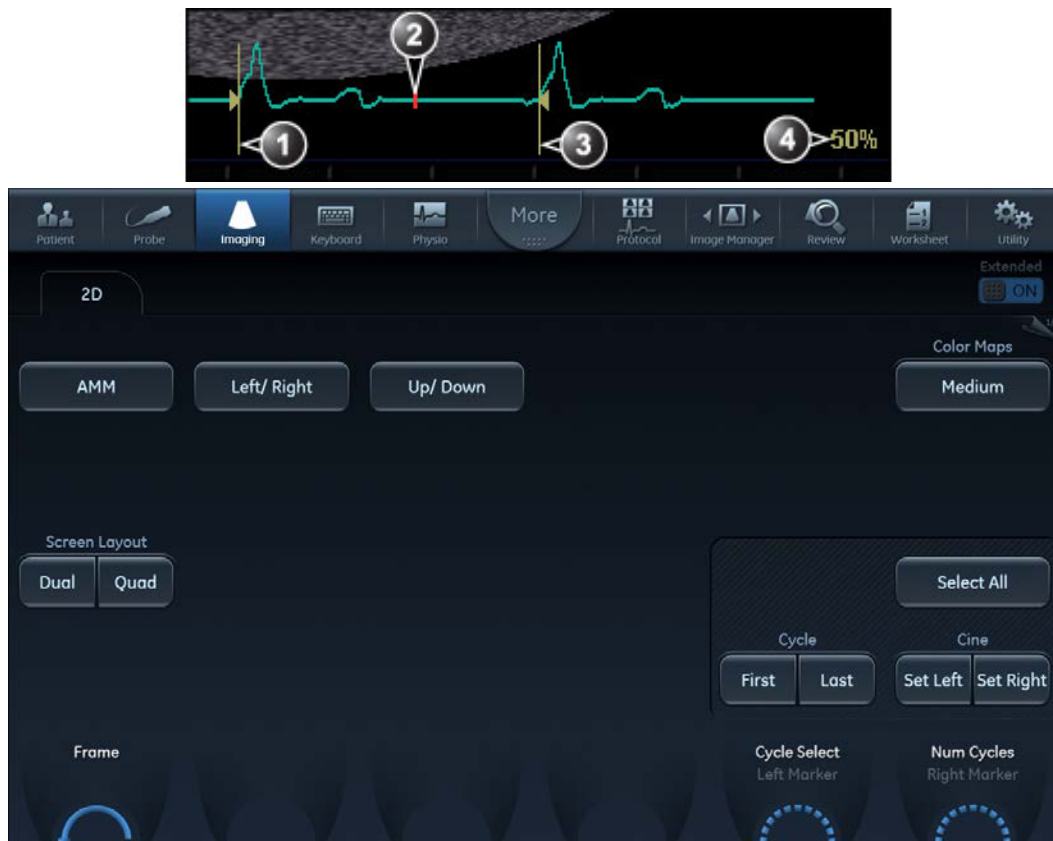 2
1
3
4
50%
Patient
Probe
Imaging
Keyboard
Physio
More
Protocol
Image Manager
Review
Worksheet
Utility
Extended
ON
2D
Color Maps
AMM
Left/ Right
Up/ Down
Medium
Screen Layout
Dual
Quad
Select All
Cycle
Cine
First
Last
Set Left
Set Right
Frame
Cycle Select
Num Cycles
Left Marker
Right Marker